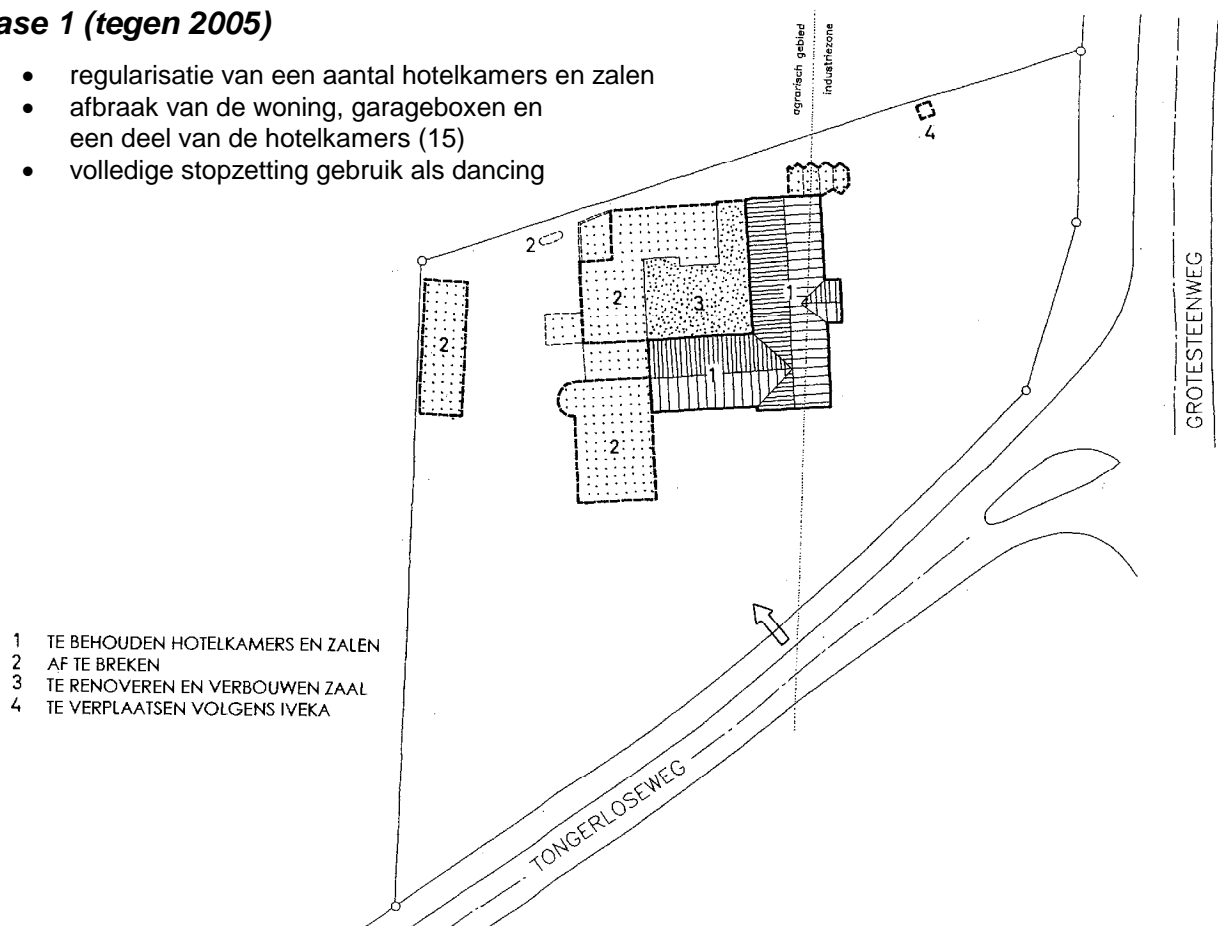 ase 1 (tegen 2005)
• regularisatie van een aantal hotelkamers en zalen
• afbraak van de woning, garageboxen en
een deel van de hotelkamers (15)
• volledige stopzetting gebruik als dancing
agrarisch gebied
industriezone
4
2
2
3
1
2
1
2
GROTESTEENWEG
1 TE BEHOUDEN HOTELKAMERS EN ZALEN
2 AF TE BREKEN
3 TE RENOVEREN EN VERBOUWEN ZAAL
4 TE VERPLAATSEN VOLGENS IVEKA
TONGERLOSEWEG